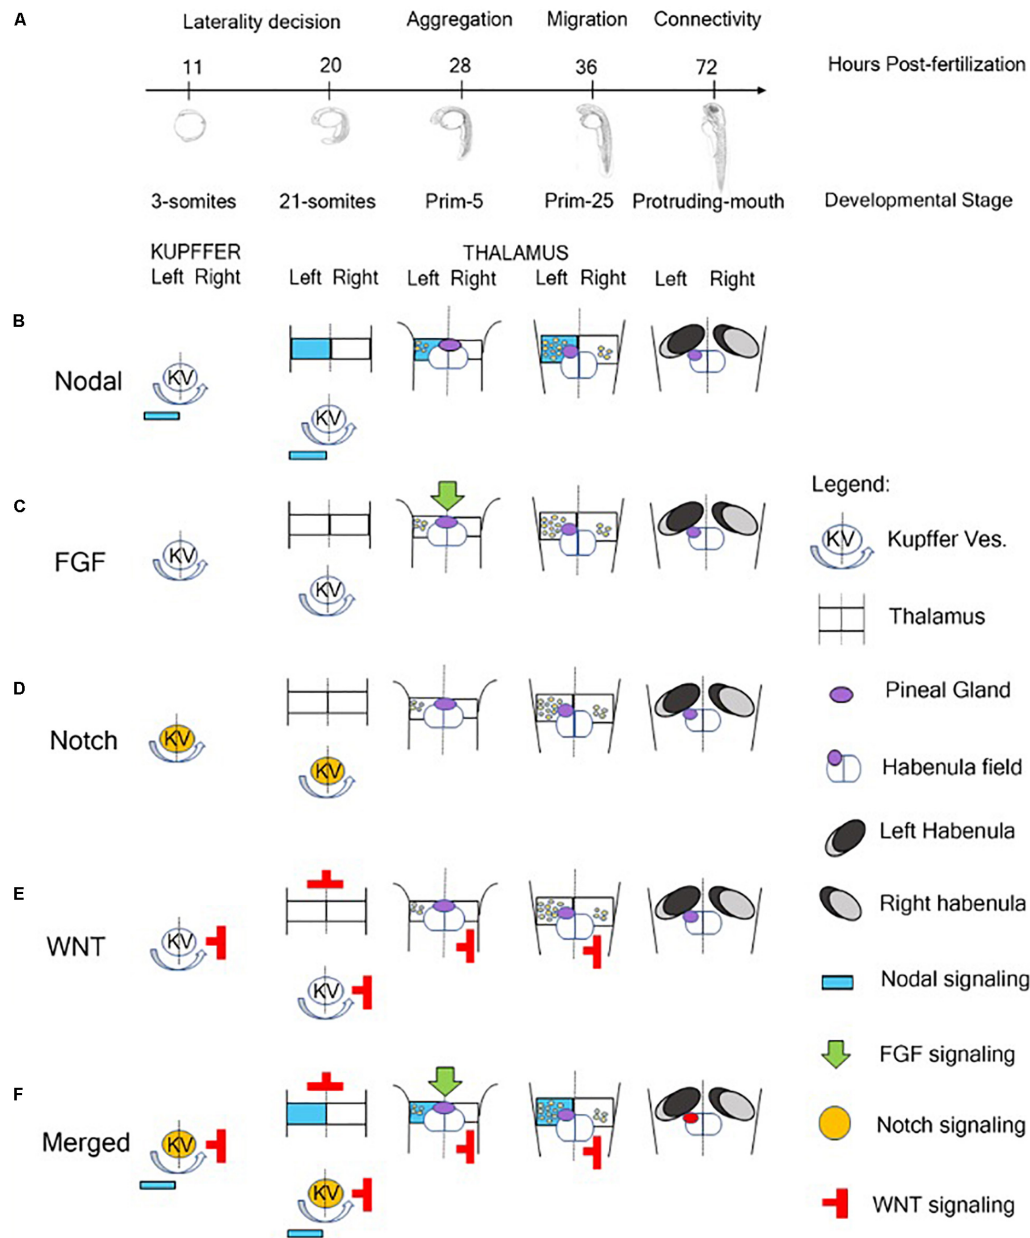 A
Laterality decision
Aggregation
Migration
Connectivity
11 20 28 36 72
Hours Post-fertilization
3-somites 21-somites Prim-5 Prim-25 Protruding-mouth
Developmental Stage
KUPFFER THALAMUS
Left Right Left Right Left Right Left Right Left Right
B
Nodal
KV
KV
C
FGF
KV
KV
D
Notch
KV
KV
E
WNT
KV
KV
F
Merged
KV
KV
Legend:
KV
Kupffer Ves.
Thalamus
Pineal Gland
Habenula field
Left Habenula
Right habenula
Nodal signaling
FGF signaling
Notch signaling
WNT signaling